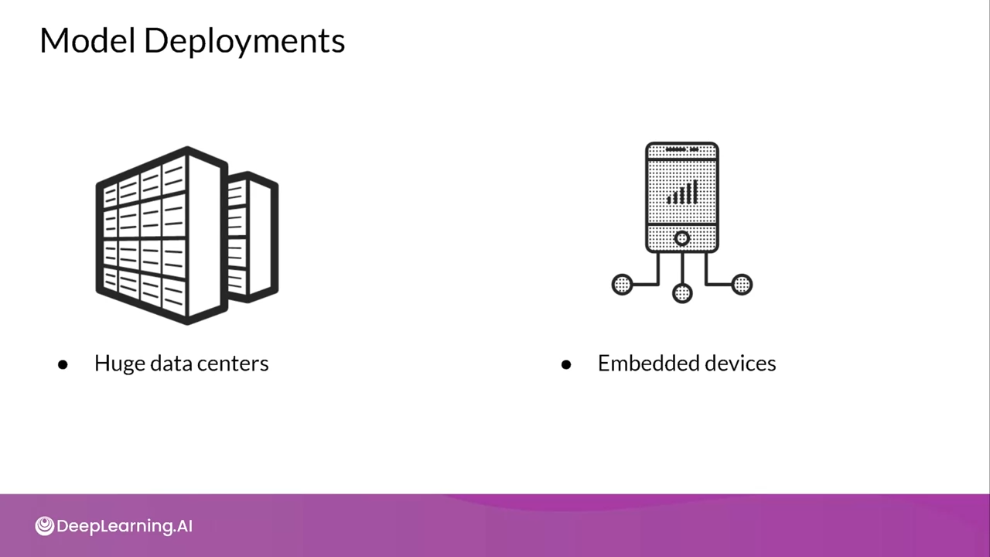 Model Deployments
● Huge data centers
● Embedded devices
DeepLearning.AI